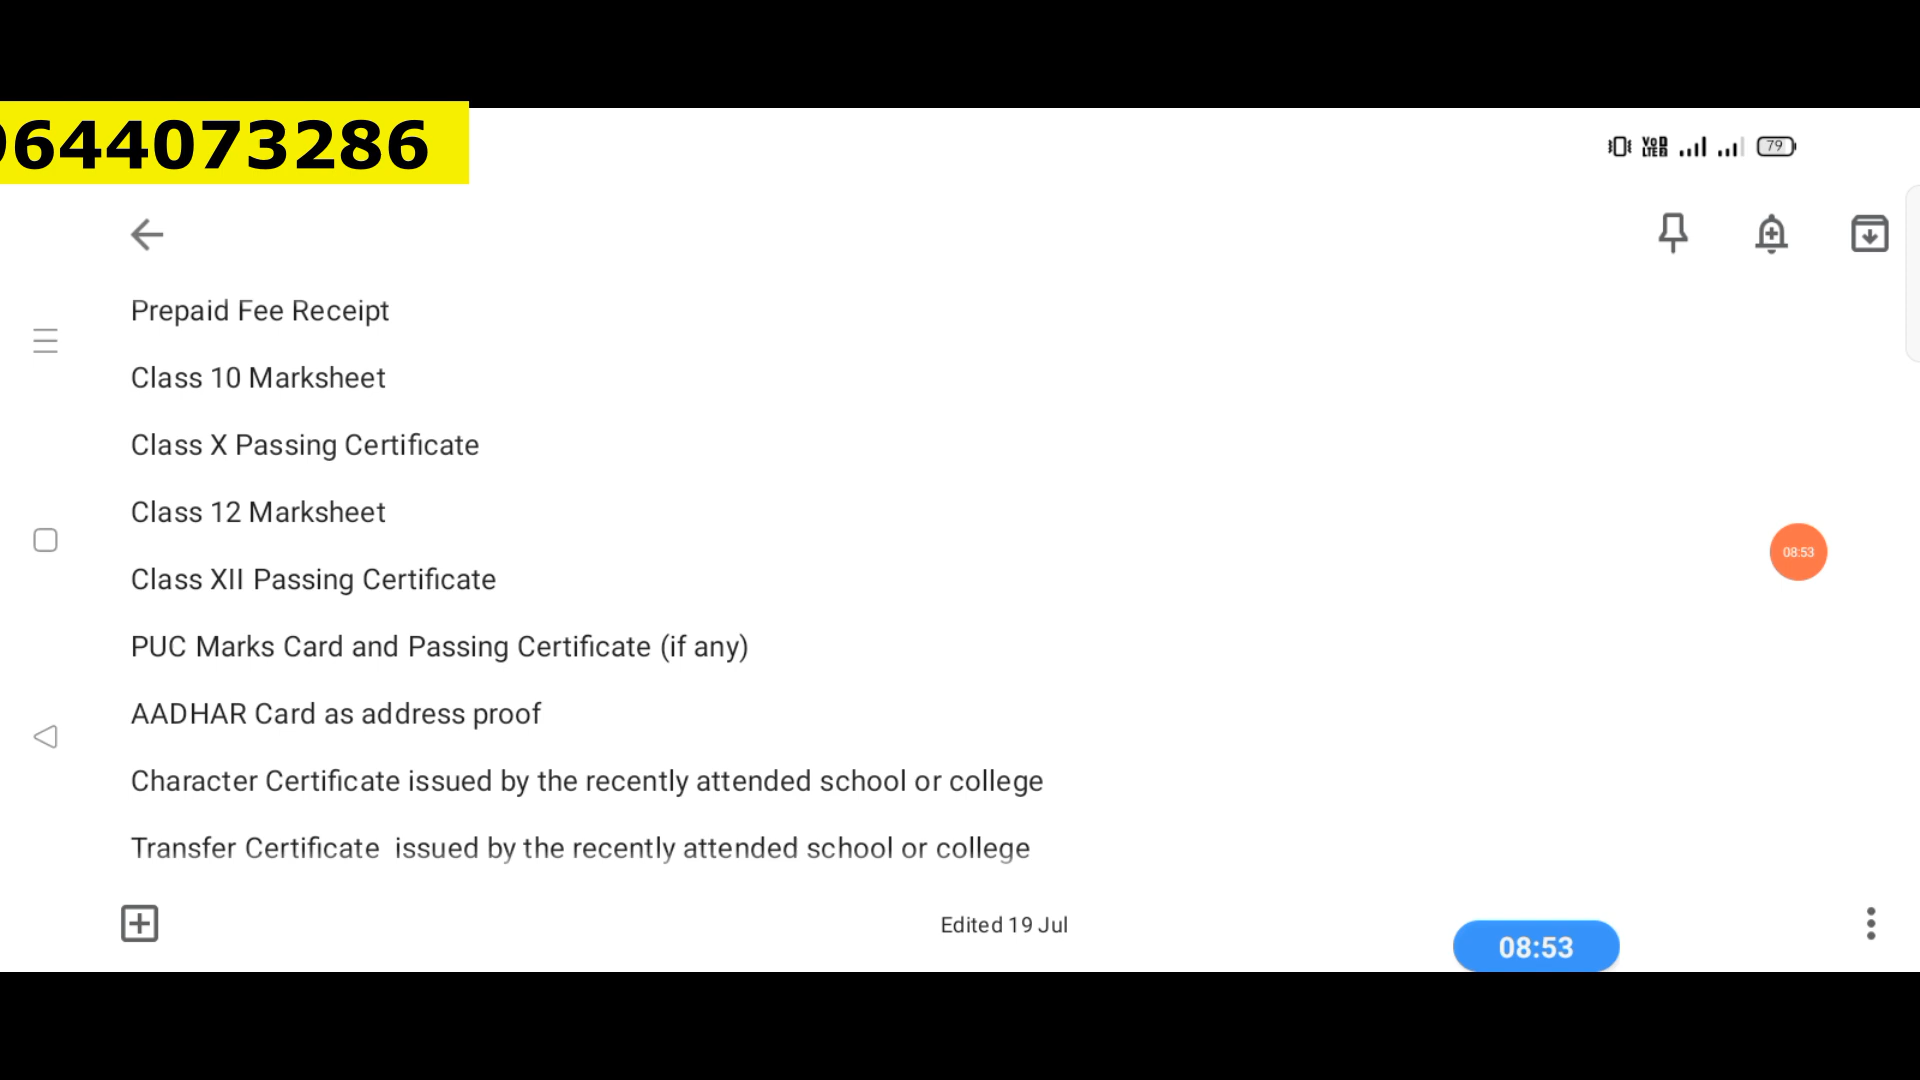 9644073286
VoD LTE2 79
Prepaid Fee Receipt
Class 10 Marksheet
Class X Passing Certificate
Class 12 Marksheet
08:53
Class XII Passing Certificate
PUC Marks Card and Passing Certificate (if any)
AADHAR Card as address proof
Character Certificate issued by the recently attended school or college
Transfer Certificate  issued by the recently attended school or college
Edited 19 Jul
08:53